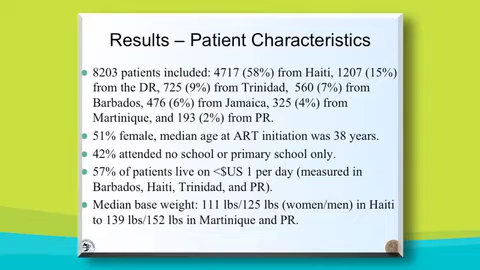 Results – Patient Characteristics
8203 patients included: 4717 (58%) from Haiti, 1207 (15%)
from the DR, 725 (9%) from Trinidad, 560 (7%) from
Barbados, 476 (6%) from Jamaica, 325 (4%) from
Martinique, and 193 (2%) from PR.
51% female, median age at ART initiation was 38 years.
42% attended no school or primary school only.
57% of patients live on <$US 1 per day (measured in
Barbados, Haiti, Trinidad, and PR).
Median base weight: 111 lbs/125 lbs (women/men) in Haiti
to 139 lbs/152 lbs in Martinique and PR.